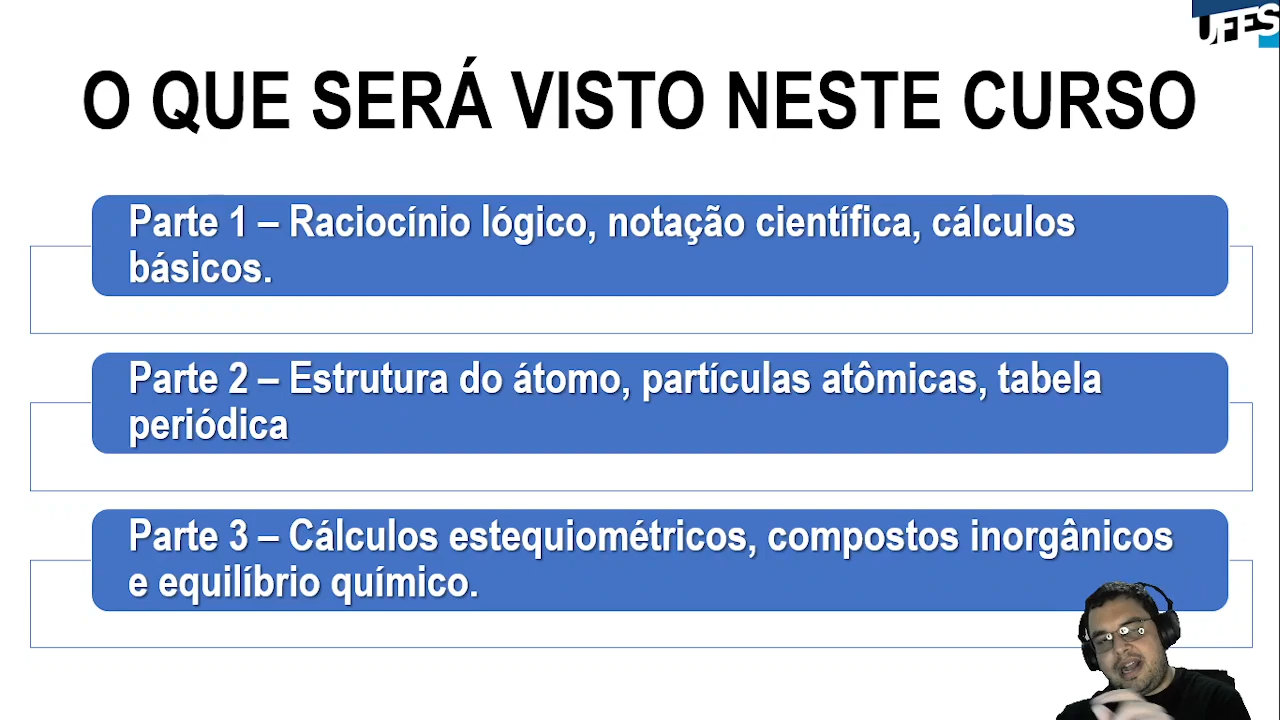 UFES
O QUE SERÁ VISTO NESTE CURSO
Parte 1 – Raciocínio lógico, notação científica, cálculos
básicos.
Parte 2 – Estrutura do átomo, partículas atômicas, tabela
periódica
Parte 3 – Cálculos estequiométricos, compostos inorgânicos
e equilíbrio químico.